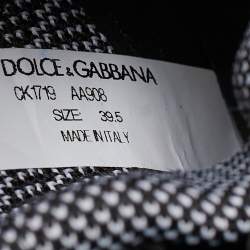 DOLCE & GABBANA
CK1719 AA908
SIZE: 39.5
MADE IN ITALY